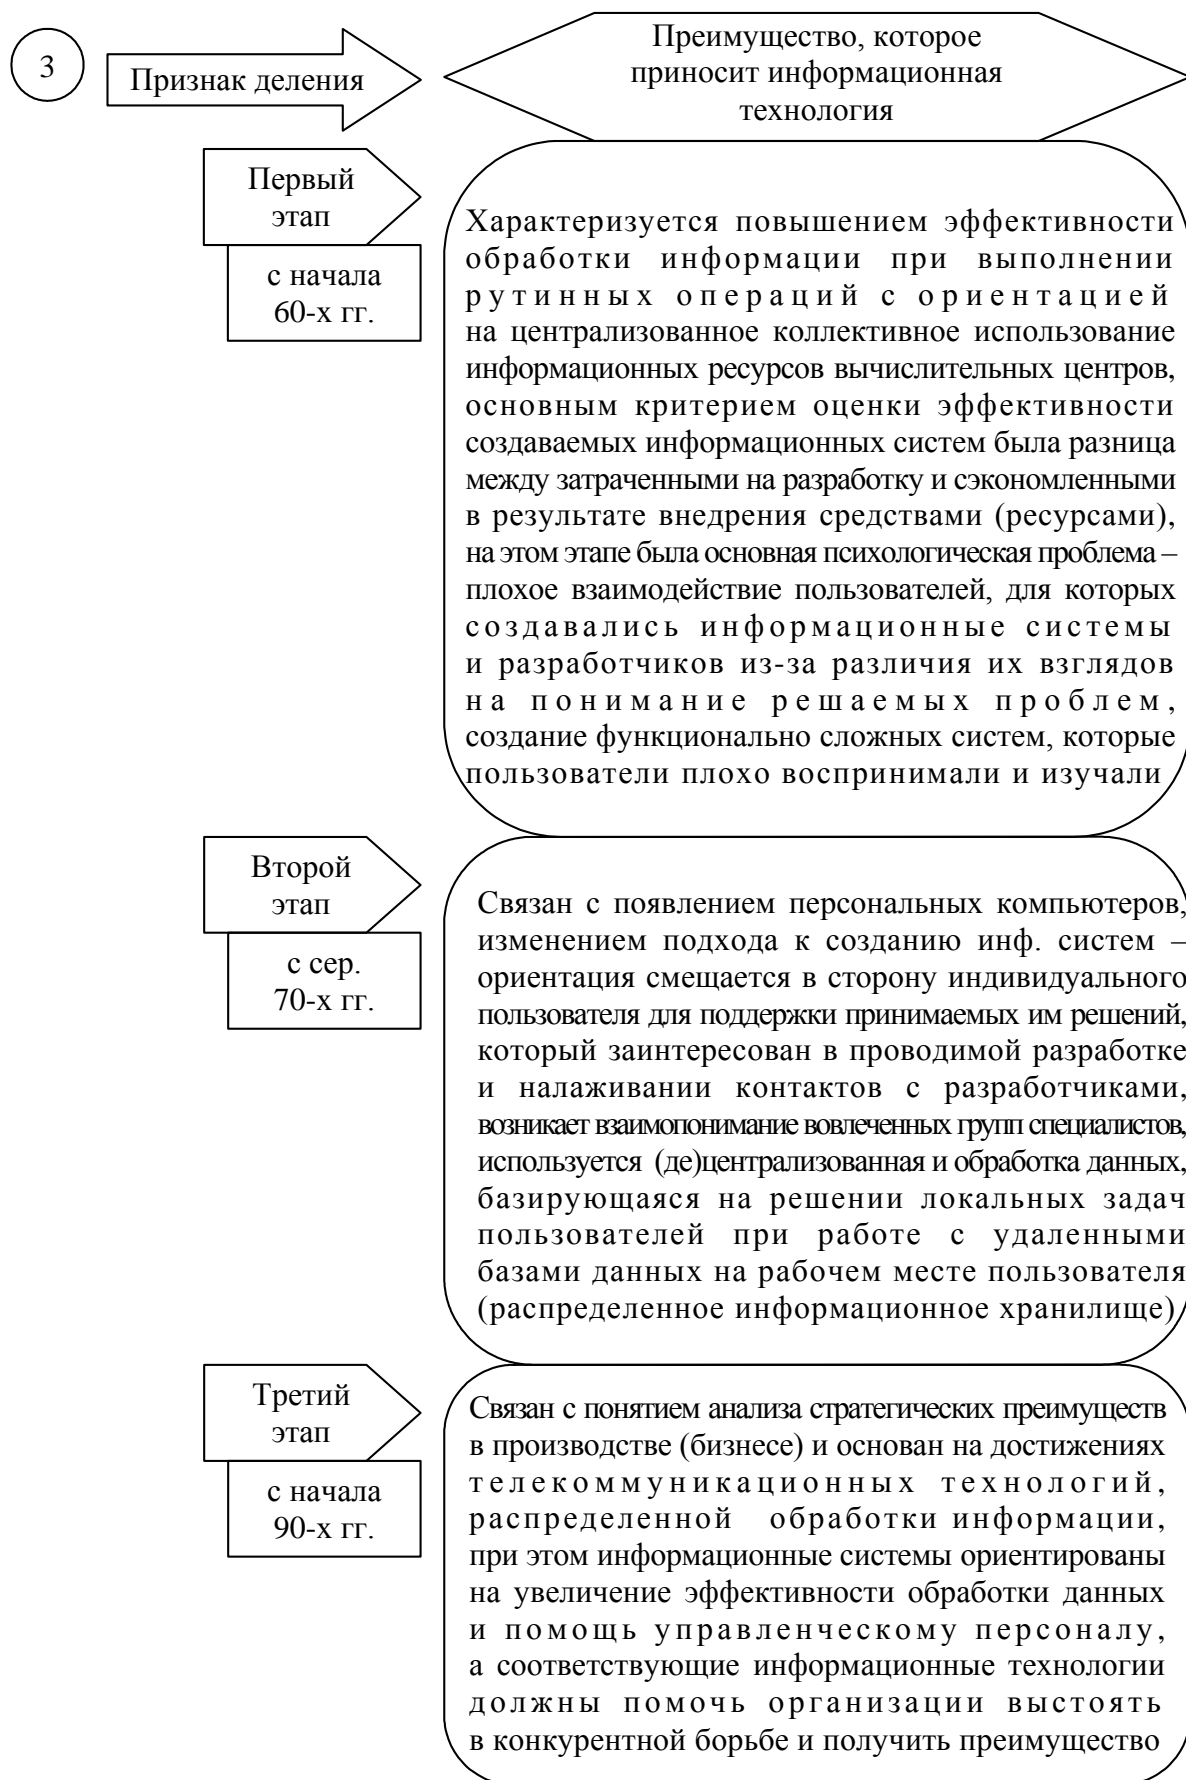 3
Признак деления
Преимущество, которое
приносит информационная
технология
Первый
этап
с начала
60-х гг.
Характеризуется повышением эффективности
обработки информации при выполнении
рутинных операций с ориентацией
на централизованное коллективное использование
информационных ресурсов вычислительных центров,
основным критерием оценки эффективности
создаваемых информационных систем была разница
между затраченными на разработку и сэкономленными
в результате внедрения средствами (ресурсами),
на этом этапе была основная психологическая проблема –
плохое взаимодействие пользователей, для которых
создавались информационные системы
и разработчиков из-за различия их взглядов
на понимание решаемых проблем,
создание функционально сложных систем, которые
пользователи плохо воспринимали и изучали
Второй
этап
с сер.
70-х гг.
Связан с появлением персональных компьютеров,
изменением подхода к созданию инф. систем –
ориентация смещается в сторону индивидуального
пользователя для поддержки принимаемых им решений,
который заинтересован в проводимой разработке
и налаживании контактов с разработчиками,
возникает взаимопонимание вовлеченных групп специалистов,
используется (де)централизованная и обработка данных,
базирующаяся на решении локальных задач
пользователей при работе с удаленными
базами данных на рабочем месте пользователя
(распределенное информационное хранилище)
Третий
этап
с начала
90-х гг.
Связан с понятием анализа стратегических преимуществ
в производстве (бизнесе) и основан на достижениях
телекоммуникационных технологий,
распределенной обработки информации,
при этом информационные системы ориентированы
на увеличение эффективности обработки данных
и помощь управленческому персоналу,
а соответствующие информационные технологии
должны помочь организации выстоять
в конкурентной борьбе и получить преимущество